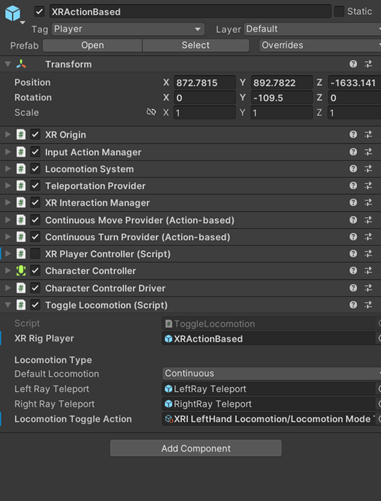 XRActionBased Static
Tag Player Layer Default
Prefab Open Select Overrides
Transform
Position X 872.7815 Y 892.7822 Z -1633.141
Rotation X 0 Y -109.5 Z 0
Scale X 1 Y 1 Z 1
XR Origin
Input Action Manager
Locomotion System
Teleportation Provider
XR Interaction Manager
Continuous Move Provider (Action-based)
Continuous Turn Provider (Action-based)
XR Player Controller (Script)
Character Controller
Character Controller Driver
Toggle Locomotion (Script)
Script ToggleLocomotion
XR Rig Player XRActionBased
Locomotion Type
Default Locomotion Continuous
Left Ray Teleport LeftRay Teleport
Right Ray Teleport RightRay Teleport
Locomotion Toggle Action XRI LeftHand Locomotion/Locomotion Mode
Add Component